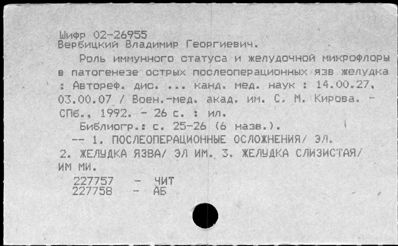 Шифр 02-26955
Вербицкий Владимир Георгиевич.
Роль иммунного статуса и желудочной микрофлоры
в патогенезе острых послеоперационных язв желудка
: Автореф. дис. ... канд. мед. наук : 14.00.27,
03.00.07 / Воен.-мед. акад. им. С. М. Кирова. -
СПб., 1992. - 26 с. : ил.
Библиогр.: с. 25-26 (6 назв.).
-- 1. ПОСЛЕОПЕРАЦИОННЫЕ ОСЛОЖНЕНИЯ/ ЭЛ.
2. ЖЕЛУДКА ЯЗВА/ ЭЛ ИМ. 3. ЖЕЛУДКА СЛИЗИСТАЯ/
ИМ МИ.
227757 - ЧИТ
227758 - АБ